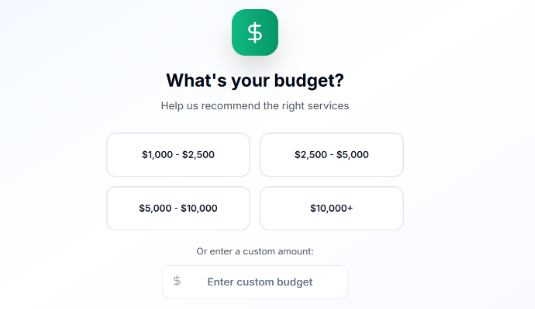 $
What's your budget?
Help us recommend the right services
$1,000 - $2,500
$2,500 - $5,000
$5,000 - $10,000
$10,000+
Or enter a custom amount:
$ Enter custom budget